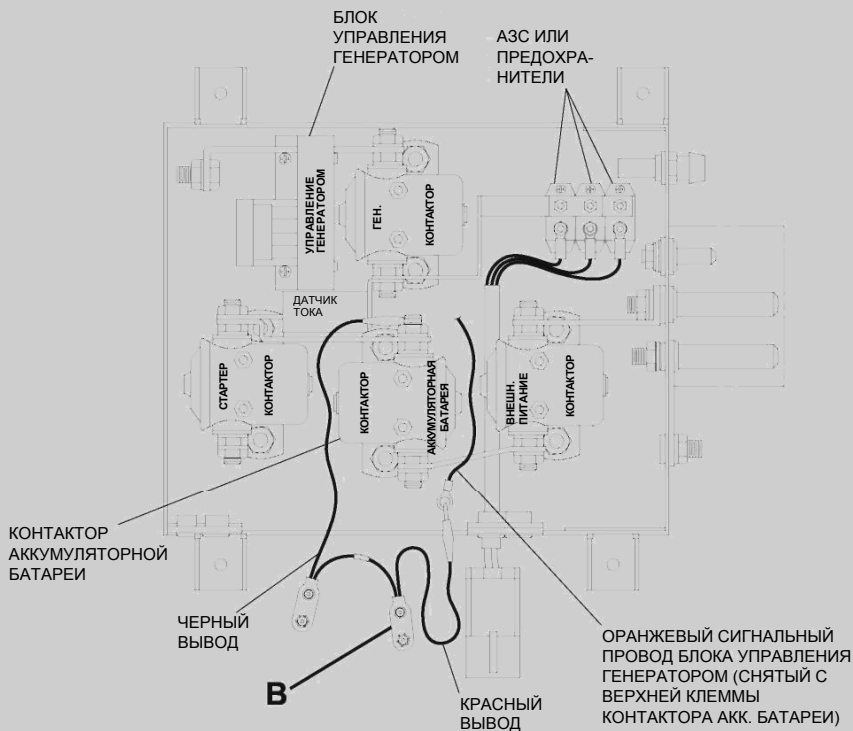 БЛОК
УПРАВЛЕНИЯ
ГЕНЕРАТОРОМ
АЗС ИЛИ
ПРЕДОХРА-
НИТЕЛИ
УПРАВЛЕНИЕ
ГЕНЕРАТОРОМ
ГЕН.
КОНТАКТОР
ДАТЧИК
ТОКА
СТАРТЕР
КОНТАКТОР
КОНТАКТОР
АККУМУЛЯТОРНАЯ
БАТАРЕЯ
ВНЕШН.
ПИТАНИЕ
КОНТАКТОР
КОНТАКТОР
АККУМУЛЯТОРНОЙ
БАТАРЕИ
ЧЕРНЫЙ
ВЫВОД
B
КРАСНЫЙ
ВЫВОД
ОРАНЖЕВЫЙ СИГНАЛЬНЫЙ
ПРОВОД БЛОКА УПРАВЛЕНИЯ
ГЕНЕРАТОРОМ (СНЯТЫЙ С
ВЕРХНЕЙ КЛЕММЫ
КОНТАКТОРА АКК. БАТАРЕИ)